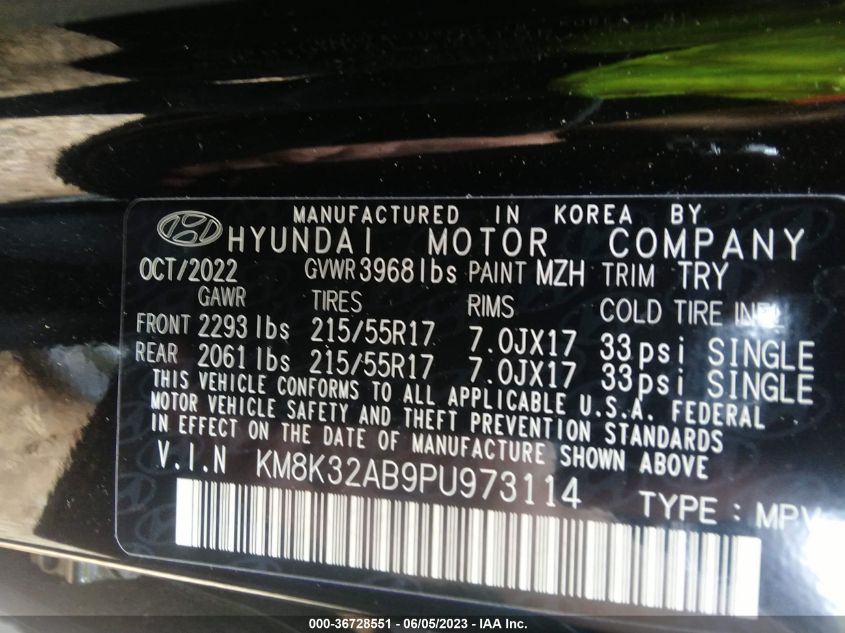 KOREA
MANUFACTURED IN KOREA BY
HYUNDAI MOTOR COMPANY
OCT/2022 GVWR 3968 lbs PAINT MZH TRIM TRY
GAWR TIRES RIMS COLD TIRE INFL
FRONT 2293 lbs 215/55R17 7.0JX17 33psi SINGLE
REAR 2061 lbs 215/55R17 7.0JX17 33psi SINGLE
THIS VEHICLE CONFORMS TO ALL APPLICABLE U.S.A. FEDERAL
MOTOR VEHICLE SAFETY AND THEFT PREVENTION STANDARDS
IN EFFECT ON THE DATE OF MANUFACTURE SHOWN ABOVE
V.I.N KM8K32AB9PU973114
TYPE : MPV
000-36728551 - 06/05/2023 - IAA Inc.